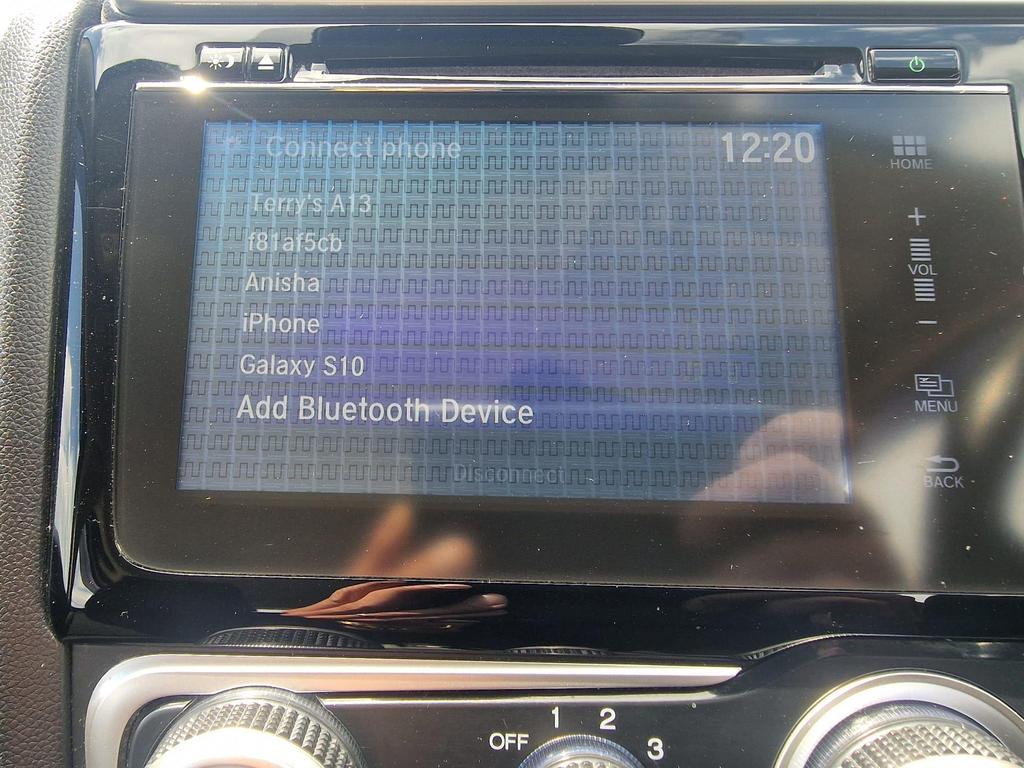 Connect phone 12:20
HOME
Terry's A13
f81af5cb
Anisha
VOL
iPhone
Galaxy S10
MENU
Add Bluetooth Device
Disconnect
BACK
OFF 1 2 3